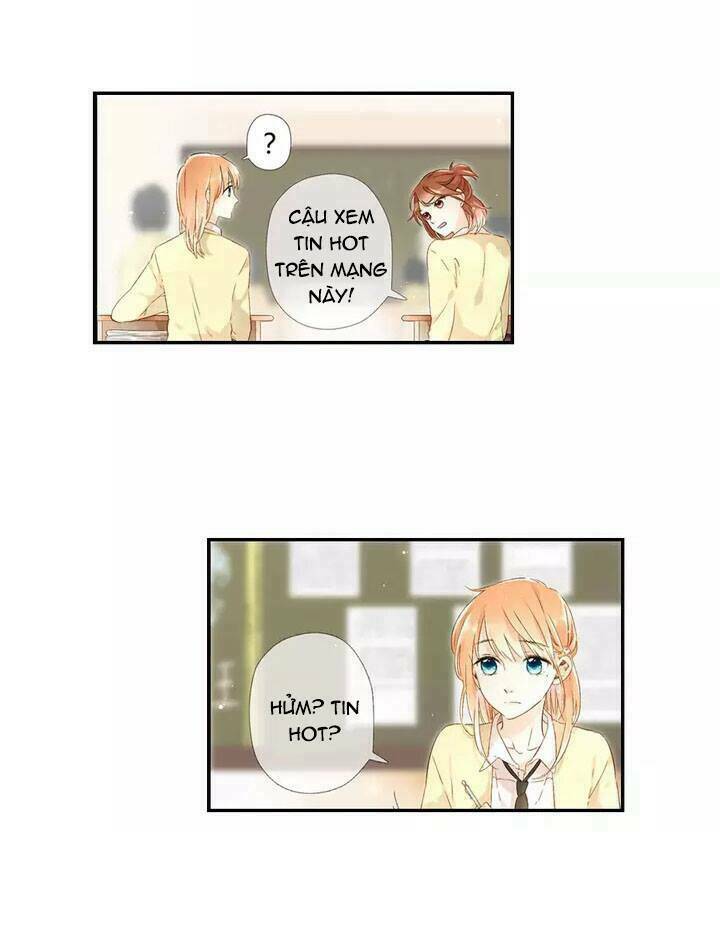 ?
CẬU XEM
TIN HOT
TRÊN MẠNG
NÀY!
HỬM? TIN
HOT?